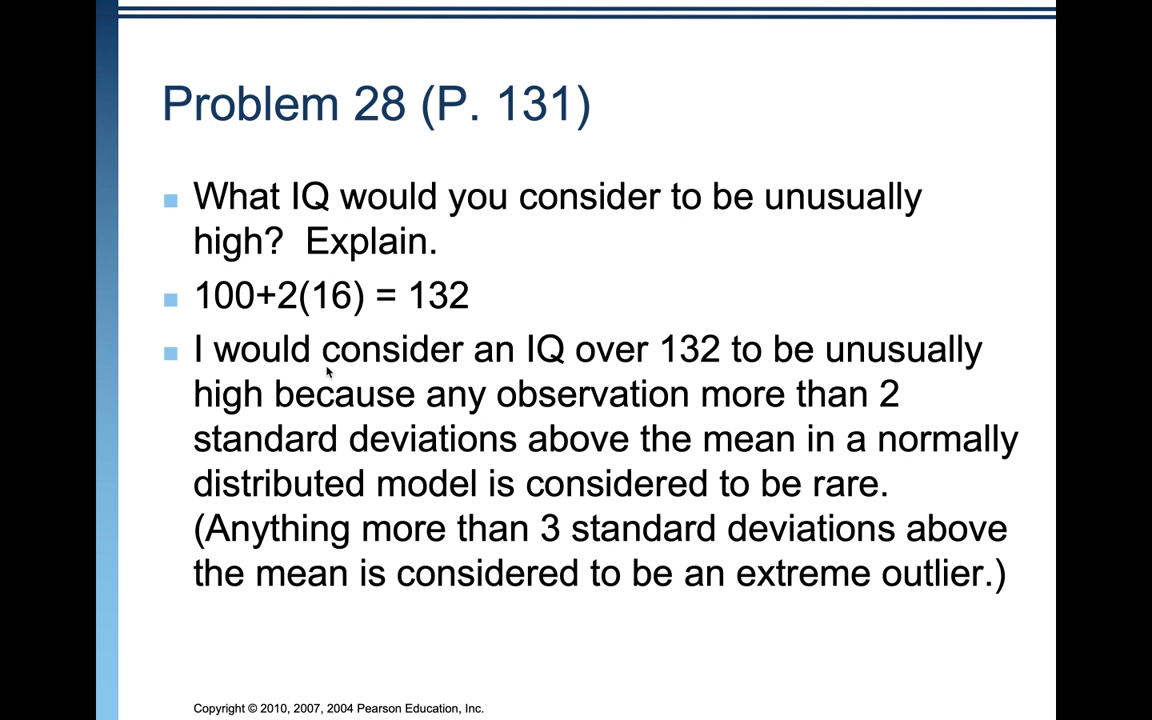 Problem 28 (P. 131)
What IQ would you consider to be unusually
high?  Explain.
100+2(16) = 132
I would consider an IQ over 132 to be unusually
high because any observation more than 2
standard deviations above the mean in a normally
distributed model is considered to be rare.
(Anything more than 3 standard deviations above
the mean is considered to be an extreme outlier.)
Copyright © 2010, 2007, 2004 Pearson Education, Inc.